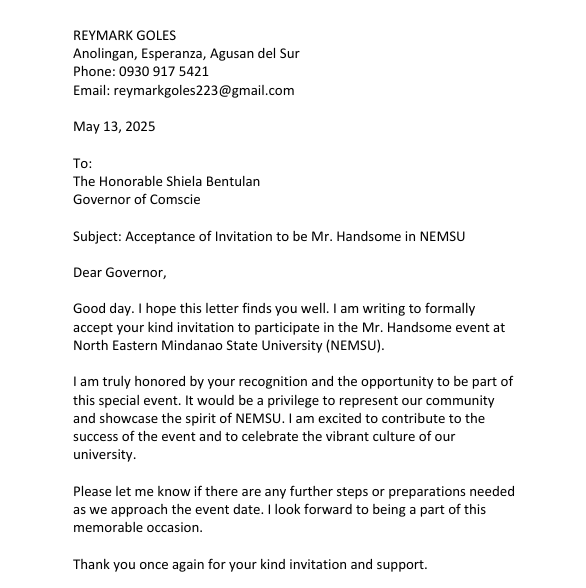 REYMARK GOLES
Anolingan, Esperanza, Agusan del Sur
Phone: 0930 917 5421
Email: reymarkgoles223@gmail.com
May 13, 2025
To:
The Honorable Shiela Bentulan
Governor of Comscie
Subject: Acceptance of Invitation to be Mr. Handsome in NEMSU
Dear Governor,
Good day. I hope this letter finds you well. I am writing to formally
accept your kind invitation to participate in the Mr. Handsome event at
North Eastern Mindanao State University (NEMSU).
I am truly honored by your recognition and the opportunity to be part of
this special event. It would be a privilege to represent our community
and showcase the spirit of NEMSU. I am excited to contribute to the
success of the event and to celebrate the vibrant culture of our
university.
Please let me know if there are any further steps or preparations needed
as we approach the event date. I look forward to being a part of this
memorable occasion.
Thank you once again for your kind invitation and support.